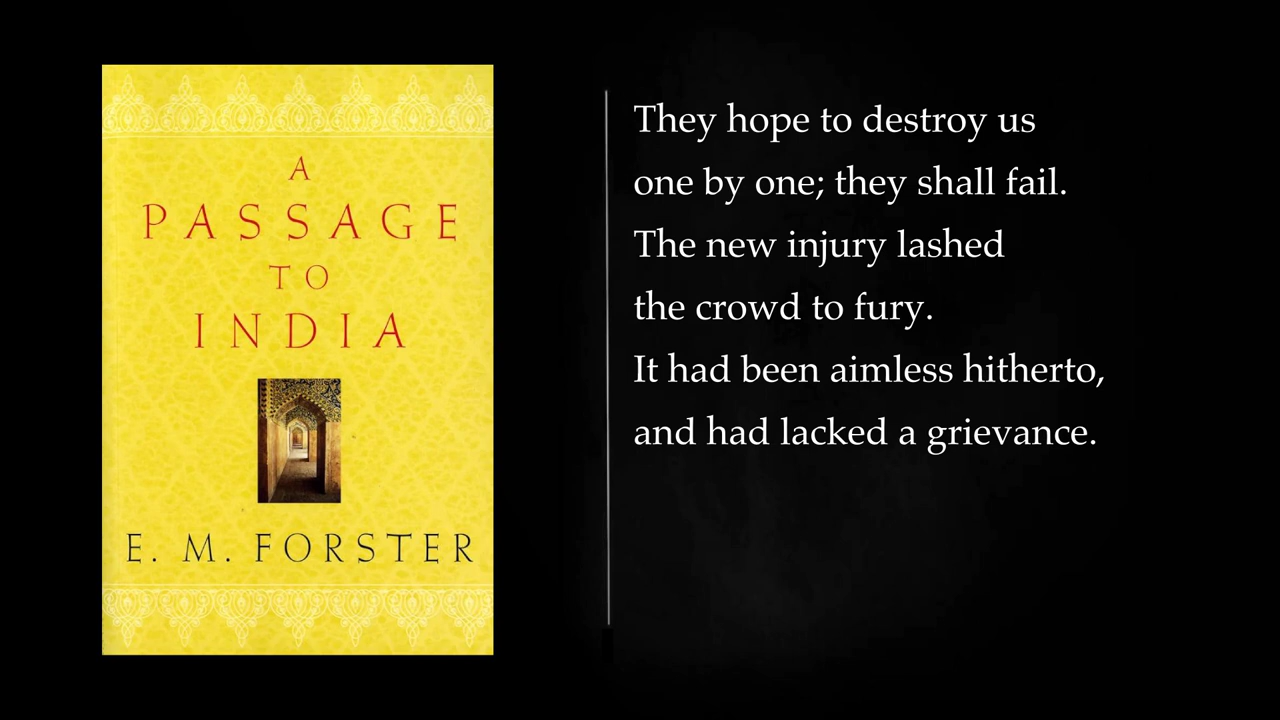 A
PASSAGE
TO
INDIA
E. M. FORSTER
They hope to destroy us
one by one; they shall fail.
The new injury lashed
the crowd to fury.
It had been aimless hitherto,
and had lacked a grievance.